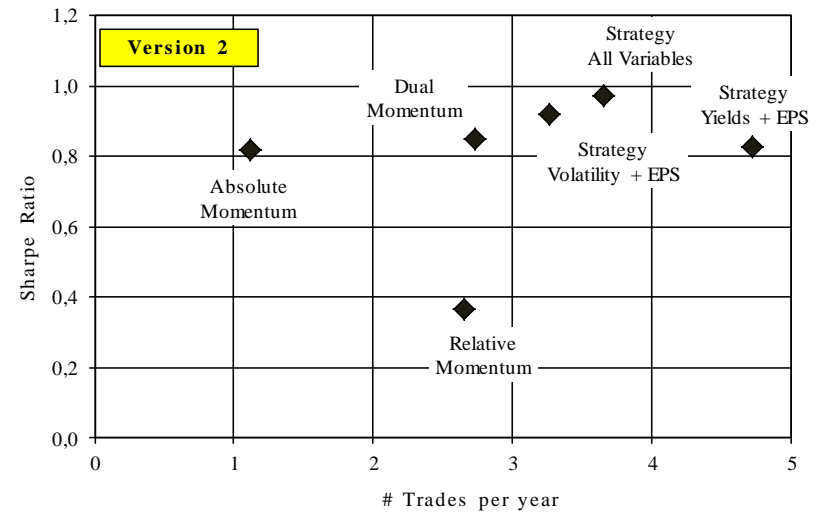 1,2
Version 2
Strategy
All Variables
1,0
Dual
Momentum
Strategy
Yields + EPS
0,8
Strategy
Volatility + EPS
Absolute
Momentum
0,6
Sharpe Ratio
0,4
Relative
Momentum
0,2
0,0
0 1 2 3 4 5
# Trades per year